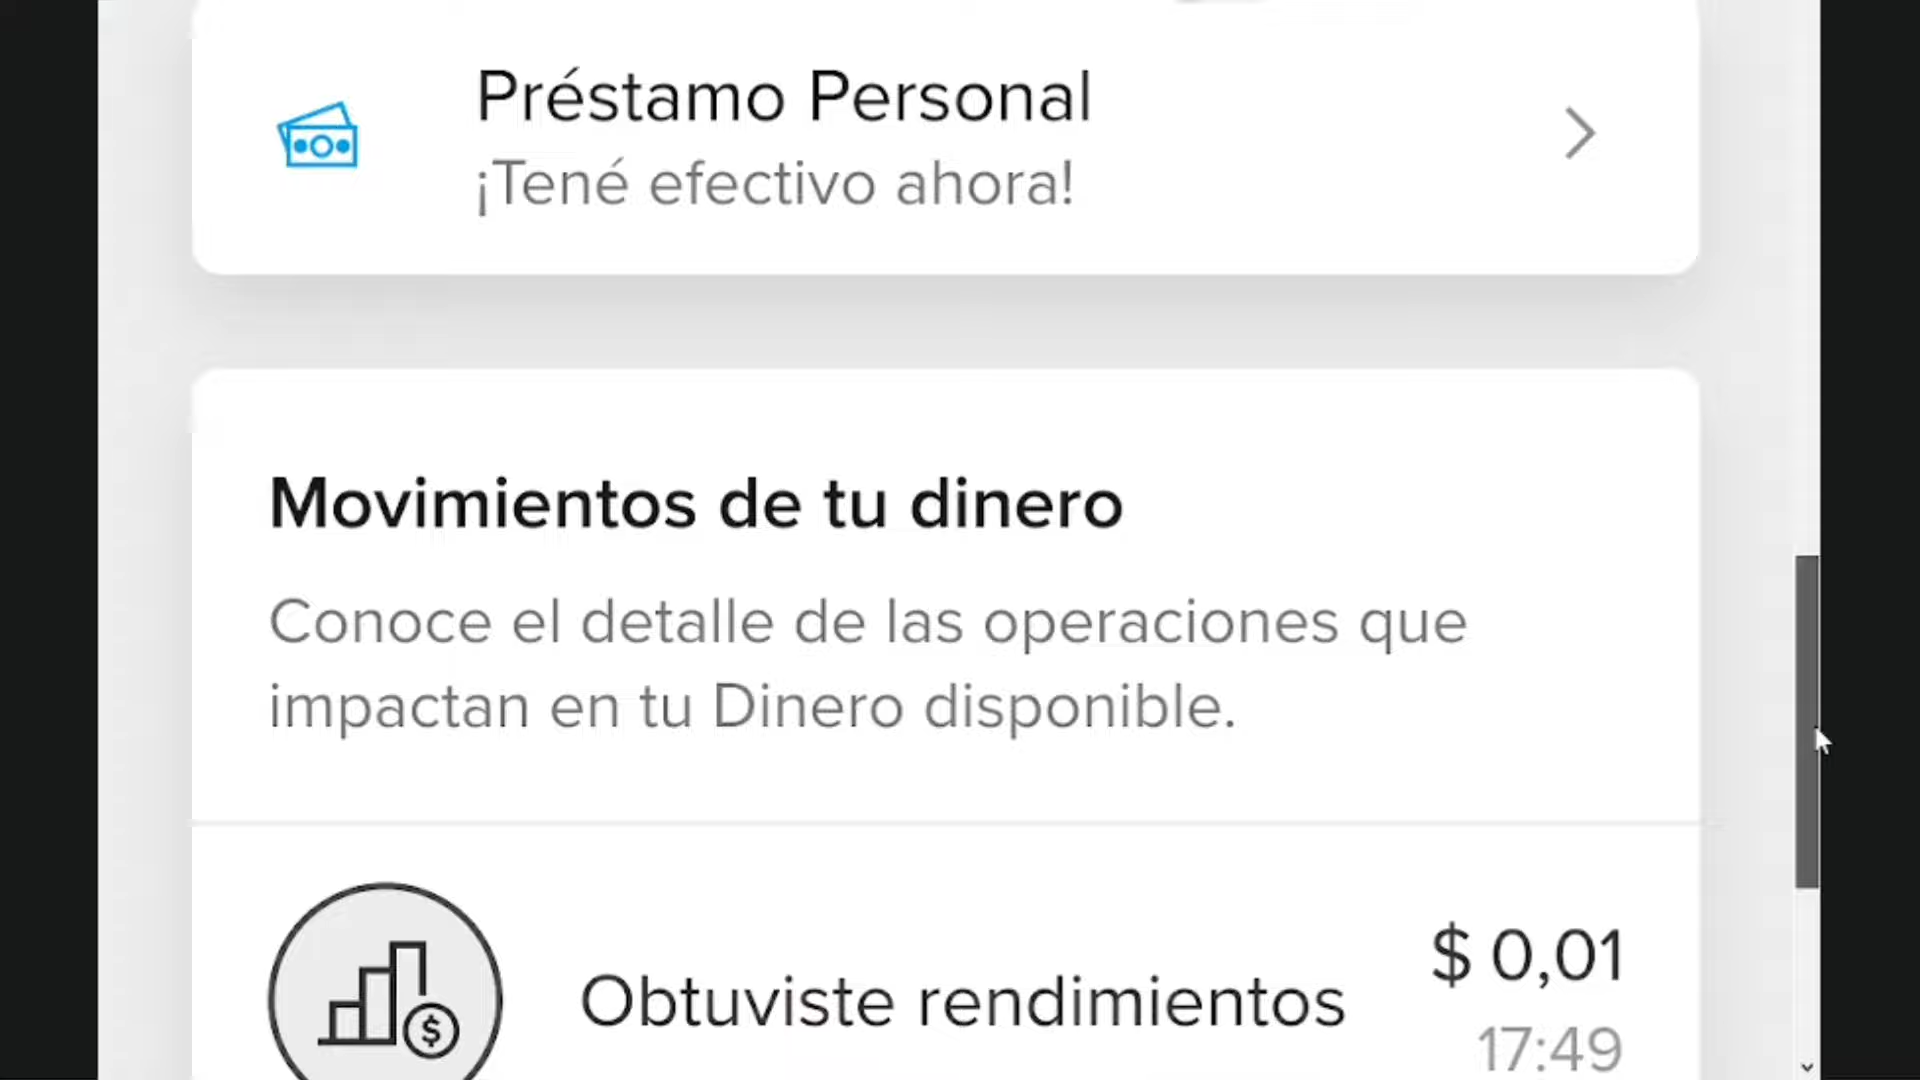 Préstamo Personal
¡Tené efectivo ahora!
Movimientos de tu dinero
Conoce el detalle de las operaciones que
impactan en tu Dinero disponible.
$ 0,01
Obtuviste rendimientos
17:49